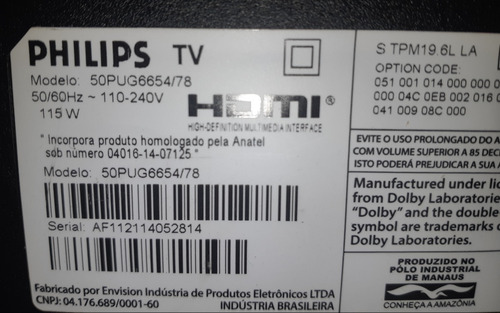 PHILIPS TV
Modelo: 50PUG6654/78
50/60Hz ~ 110-240V
115 W
HDMI®
HIGH-DEFINITION MULTIMEDIA INTERFACE
* Incorpora produto homologado pela Anatel
sob número 04016-14-07125 *
Modelo: 50PUG6654/78
Serial: AF112114052814
Fabricado por Envision Indústria de Produtos Eletrônicos LTDA
CNPJ: 04.176.689/0001-60 INDÚSTRIA BRASILEIRA
S TPM19.6L LA
OPTION CODE:
051 001 014 000 000 0
000 04C 0EB 002 016 0
041 009 08C 000
EVITE O USO PROLONGADO DO A
COM VOLUME SUPERIOR A 85 DECI
ISTO PODERÁ PREJUDICAR A SUA
Manufactured under lic
from Dolby Laboratorie
"Dolby" and the double
symbol are trademarks o
Dolby Laboratories.
PRODUZIDO NO
PÓLO INDUSTRIAL
DE MANAUS
CONHEÇA A AMAZÔNIA